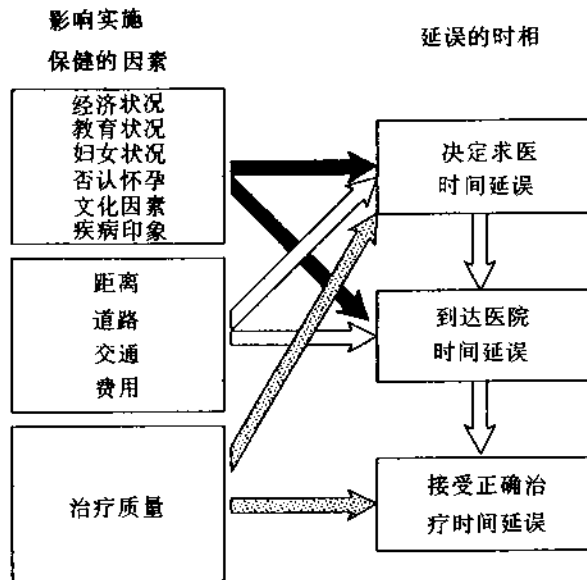 影响实施
保健的因素
延误的时相
经济状况
教育状况
妇女状况
否认怀孕
文化因素
疾病印象
距离
道路
交通
费用
治疗质量
决定求医
时间延误
到达医院
时间延误
接受正确治
疗时间延误